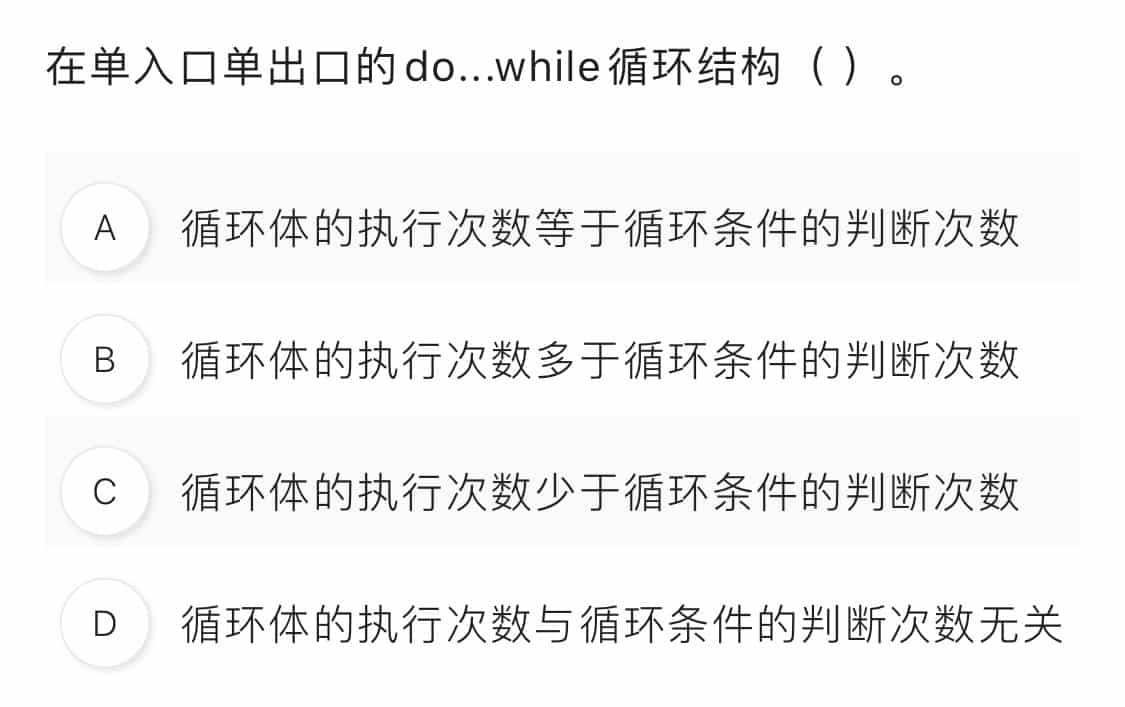 在单入口单出口的do...while循环结构（ ）。
A 循环体的执行次数等于循环条件的判断次数
B 循环体的执行次数多于循环条件的判断次数
C 循环体的执行次数少于循环条件的判断次数
D 循环体的执行次数与循环条件的判断次数无关